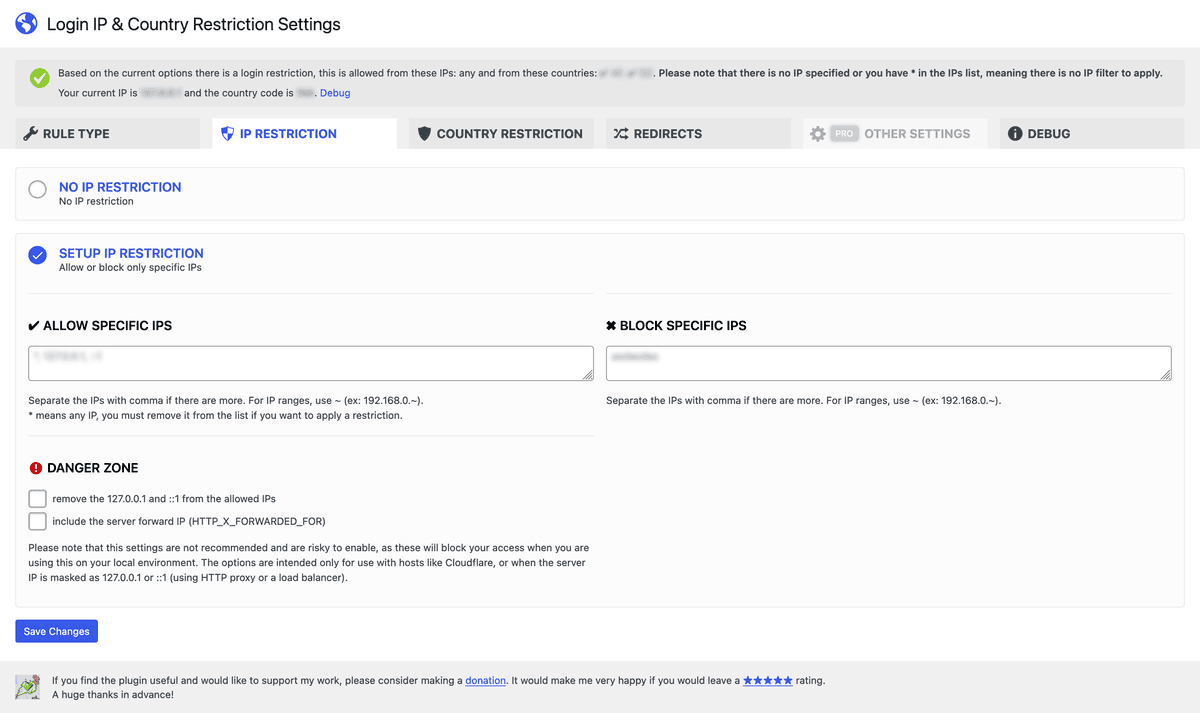 Login IP & Country Restriction Settings
Based on the current options there is a login restriction, this is allowed from these IPs: any and from these countries: . Please note that there is no IP specified or you have * in the IPs list, meaning there is no IP filter to apply.
Your current IP is and the country code is . Debug
RULE TYPE
IP RESTRICTION
COUNTRY RESTRICTION
REDIRECTS
PRO OTHER SETTINGS
DEBUG
NO IP RESTRICTION
No IP restriction
SETUP IP RESTRICTION
Allow or block only specific IPs
✔ ALLOW SPECIFIC IPS
Separate the IPs with comma if there are more. For IP ranges, use ~ (ex: 192.168.0.~).
* means any IP, you must remove it from the list if you want to apply a restriction.
✖ BLOCK SPECIFIC IPS
Separate the IPs with comma if there are more. For IP ranges, use ~ (ex: 192.168.0.~).
DANGER ZONE
remove the 127.0.0.1 and ::1 from the allowed IPs
include the server forward IP (HTTP_X_FORWARDED_FOR)
Please note that this settings are not recommended and are risky to enable, as these will block your access when you are
using this on your local environment. The options are intended only for use with hosts like Cloudflare, or when the server
IP is masked as 127.0.0.1 or ::1 (using HTTP proxy or a load balancer).
Save Changes
If you find the plugin useful and would like to support my work, please consider making a donation. It would make me very happy if you would leave a ★★★★★ rating.
A huge thanks in advance!